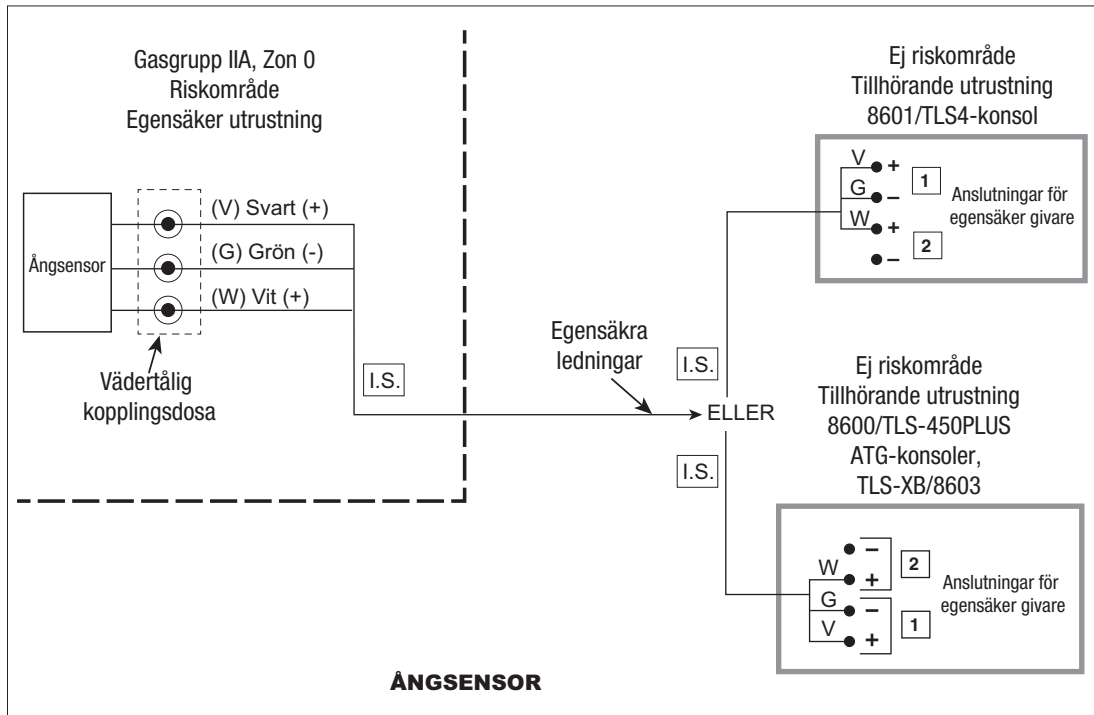 Gasgrupp IIA, Zon 0
Riskområde
Egensäker utrustning
Ångsensor
(V) Svart (+)
(G) Grön (-)
(W) Vit (+)
Vädertålig
kopplingsdosa
I.S.
Egensäkra
ledningar
I.S.
ELLER
I.S.
Ej riskområde
Tillhörande utrustning
8601/TLS4-konsol
V +
G –
W +
–
1
2
Anslutningar för
egensäker givare
Ej riskområde
Tillhörande utrustning
8600/TLS-450PLUS
ATG-konsoler,
TLS-XB/8603
–
W +
G –
V +
2
1
Anslutningar för
egensäker givare
ÅNGSENSOR